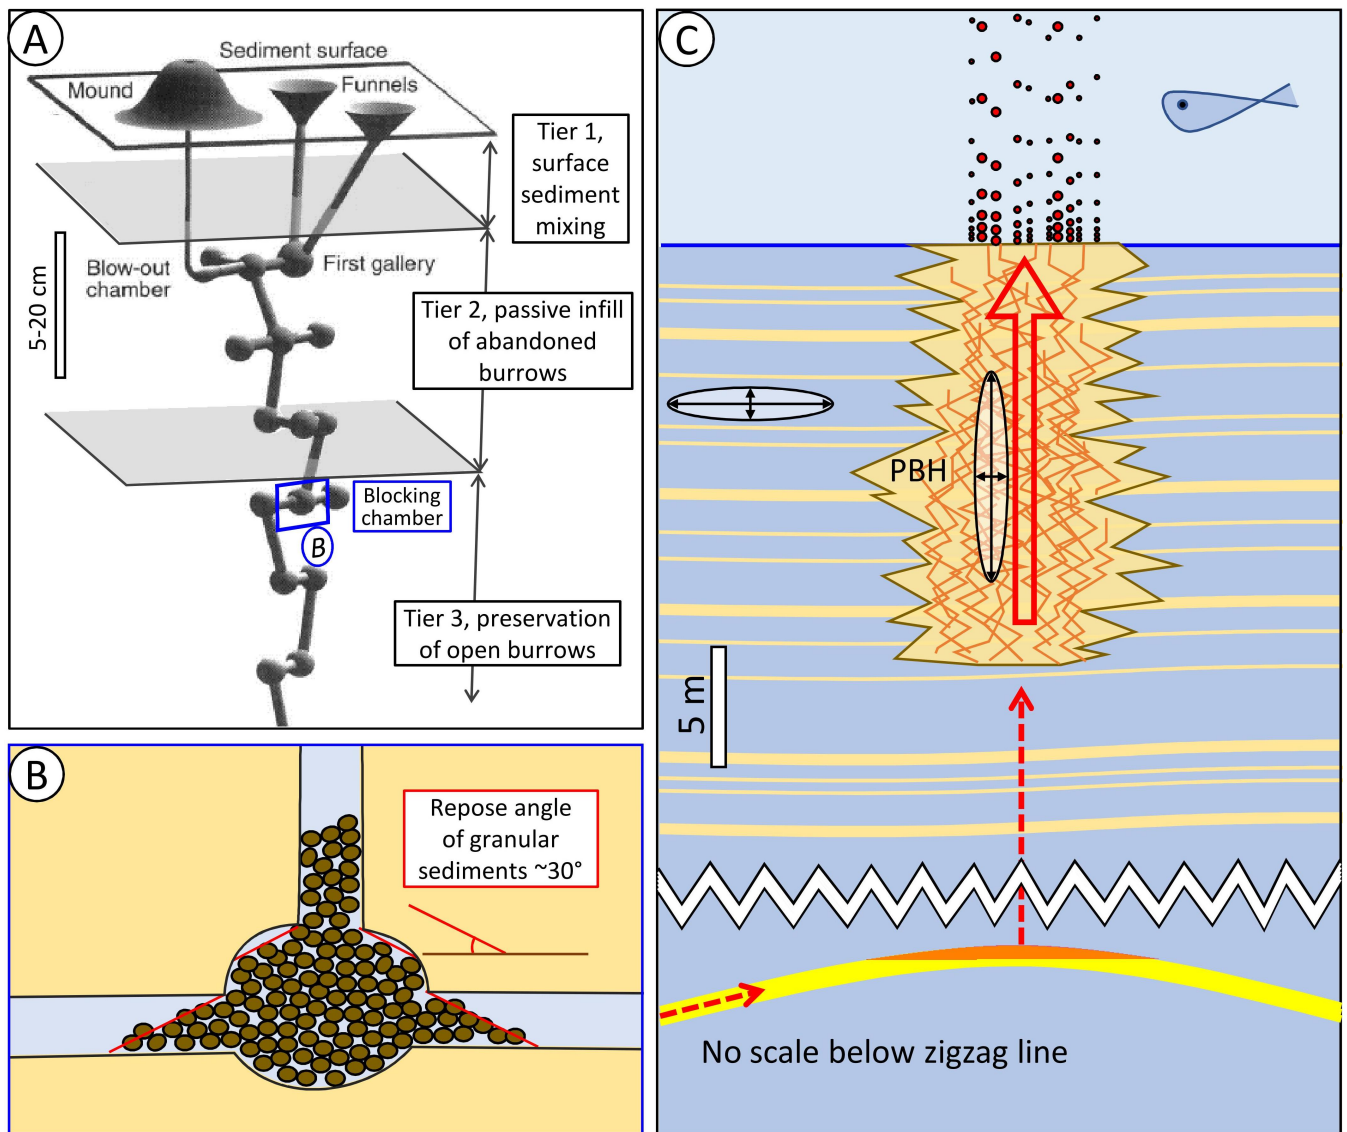 A
Sediment surface
Mound
Funnels
Tier 1,
surface
sediment
mixing
Blow-out
chamber
First gallery
5-20 cm
Tier 2, passive infill
of abandoned
burrows
Blocking
chamber
B
Tier 3, preservation
of open burrows
B
Repose angle
of granular
sediments ~30°
C
PBH
5 m
No scale below zigzag line